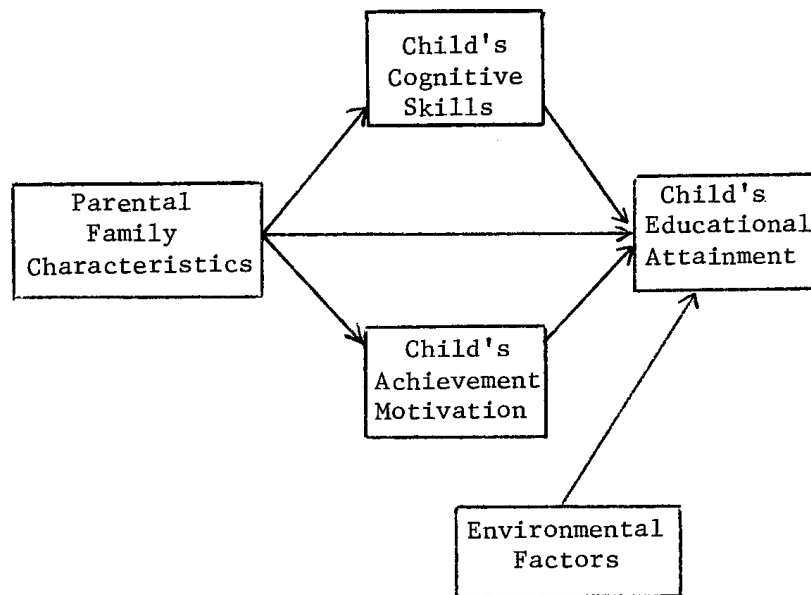 Child's
Cognitive
Skills
Parental
Family
Characteristics
Child's
Educational
Attainment
Child's
Achievement
Motivation
Environmental
Factors